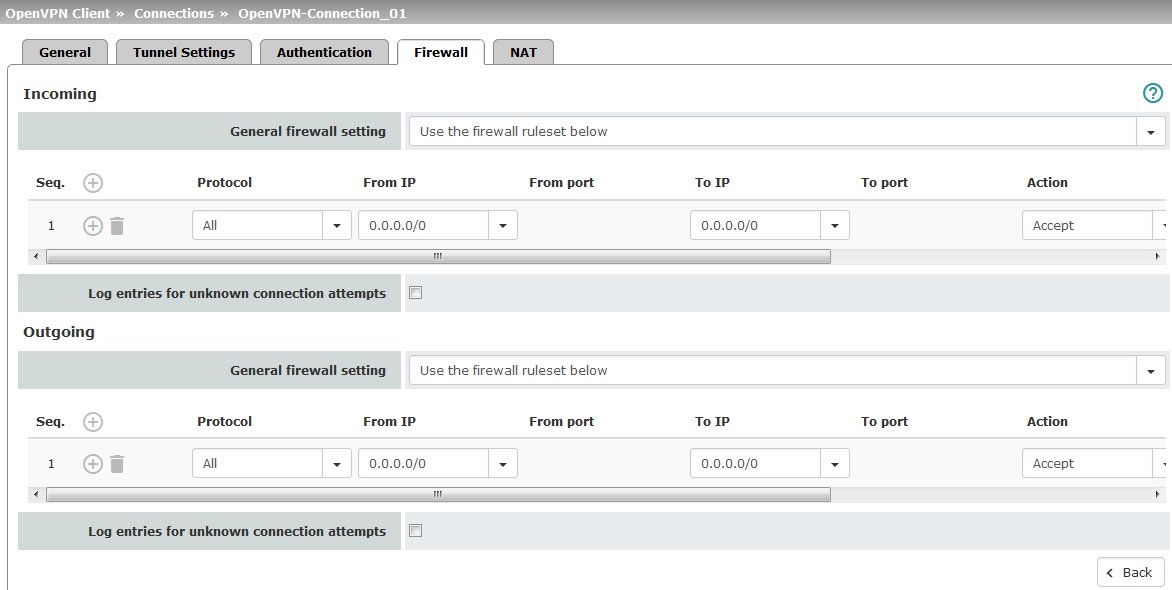 OpenVPN Client » Connections » OpenVPN-Connection_01
General Tunnel Settings Authentication Firewall NAT
Incoming
?
General firewall setting Use the firewall ruleset below
Seq. Protocol From IP From port To IP To port Action
1 All 0.0.0.0/0 0.0.0.0/0 Accept
Log entries for unknown connection attempts
Outgoing
General firewall setting Use the firewall ruleset below
Seq. Protocol From IP From port To IP To port Action
1 All 0.0.0.0/0 0.0.0.0/0 Accept
Log entries for unknown connection attempts
Back